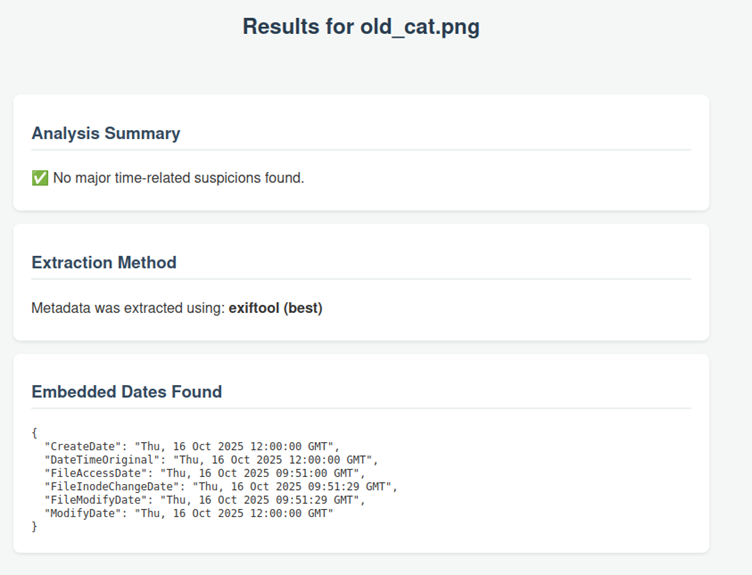 Results for old_cat.png
Analysis Summary
✅ No major time-related suspicions found.
Extraction Method
Metadata was extracted using: exiftool (best)
Embedded Dates Found
{
  "CreateDate": "Thu, 16 Oct 2025 12:00:00 GMT",
  "DateTimeOriginal": "Thu, 16 Oct 2025 12:00:00 GMT",
  "FileAccessDate": "Thu, 16 Oct 2025 09:51:00 GMT",
  "FileInodeChangeDate": "Thu, 16 Oct 2025 09:51:29 GMT",
  "FileModifyDate": "Thu, 16 Oct 2025 09:51:29 GMT",
  "ModifyDate": "Thu, 16 Oct 2025 12:00:00 GMT"
}